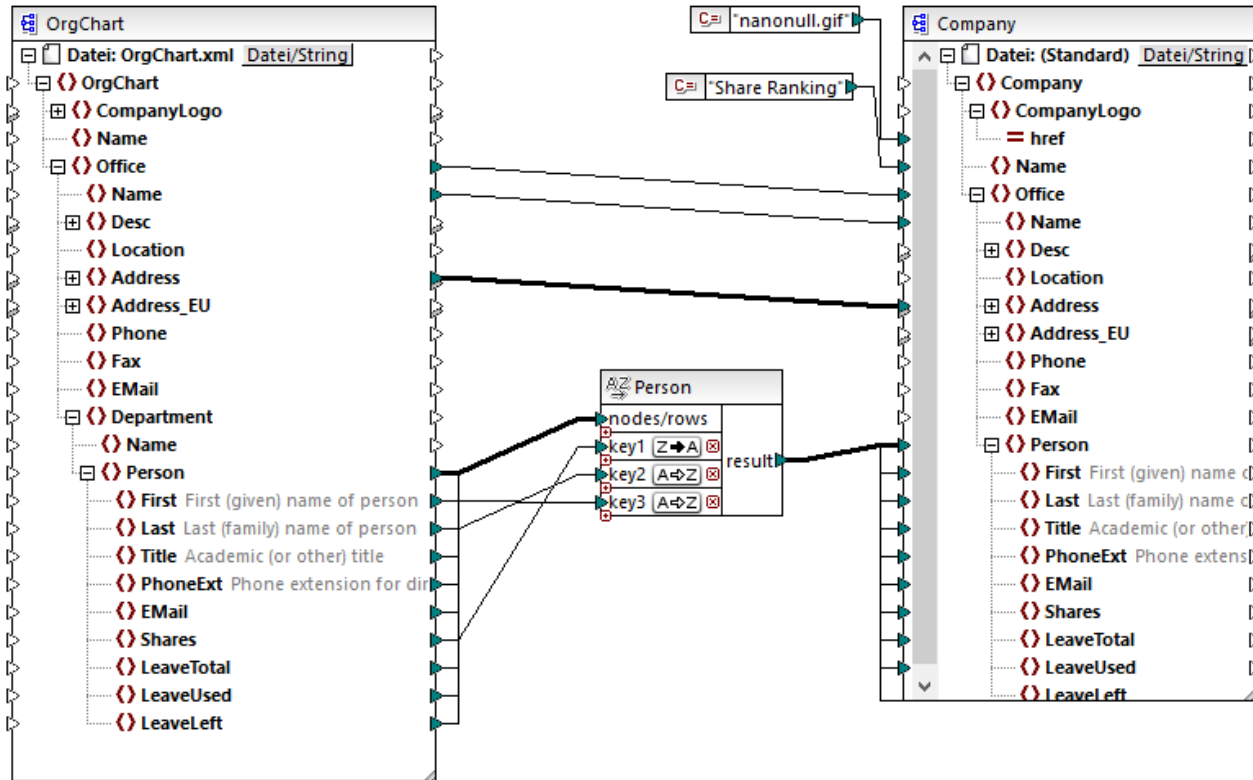 OrgChart
Datei: OrgChart.xml Datei/String
OrgChart
CompanyLogo
Name
Office
Name
Desc
Location
Address
Address_EU
Phone
Fax
EMail
Department
Name
Person
First First (given) name of person
Last Last (family) name of person
Title Academic (or other) title
PhoneExt Phone extension for dir
EMail
Shares
LeaveTotal
LeaveUsed
LeaveLeft
C= "nanonull.gif"
C= "Share Ranking"
AZ Person
nodes/rows
key1 Z➔A
key2 A⇨Z
key3 A⇨Z
result
Company
Datei: (Standard) Datei/String
Company
CompanyLogo
= href
Name
Office
Name
Desc
Location
Address
Address_EU
Phone
Fax
EMail
Person
First First (given) name
Last Last (family) name
Title Academic (or other)
PhoneExt Phone extens
EMail
Shares
LeaveTotal
LeaveUsed
LeaveLeft